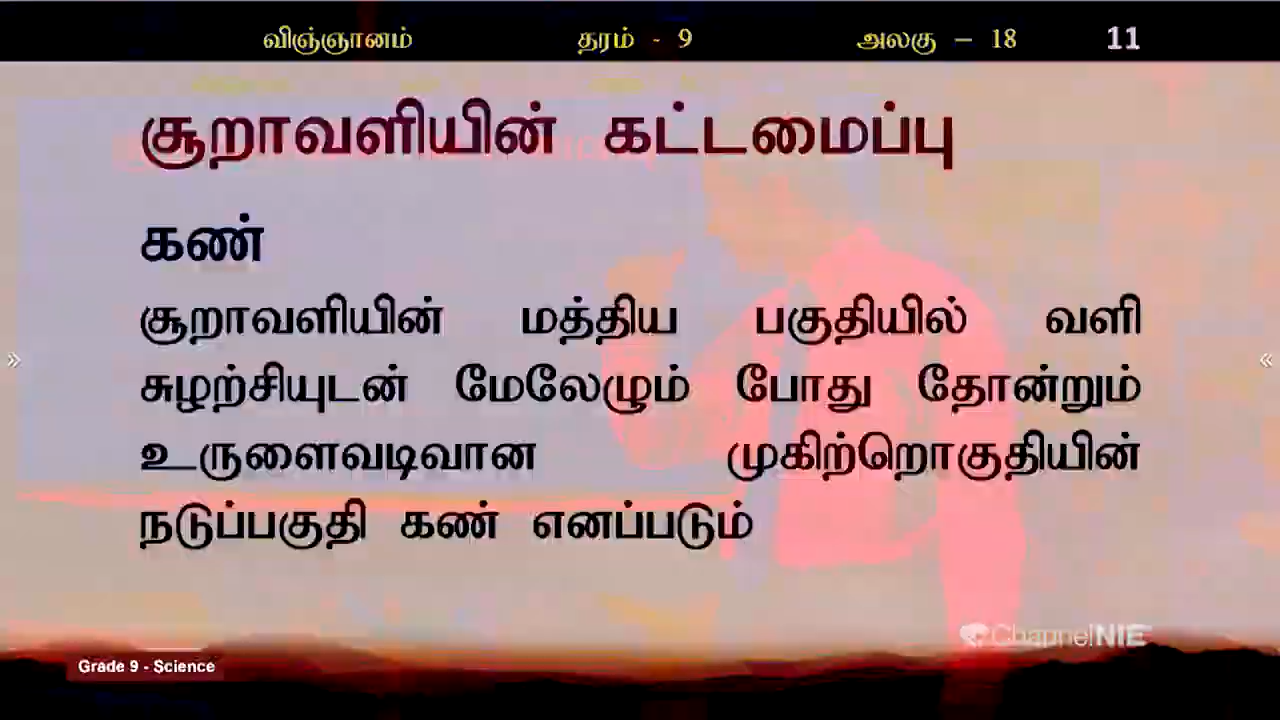 விஞ்ஞானம் தரம் - 9 அலகு – 18 11
சூறாவளியின் கட்டமைப்பு
கண்
சூறாவளியின் மத்திய பகுதியில் வளி
சுழற்சியுடன் மேலேழும் போது தோன்றும்
உருளைவடிவான முகிற்றொகுதியின்
நடுப்பகுதி கண் எனப்படும்
ChannelNIE
Grade 9 - Science